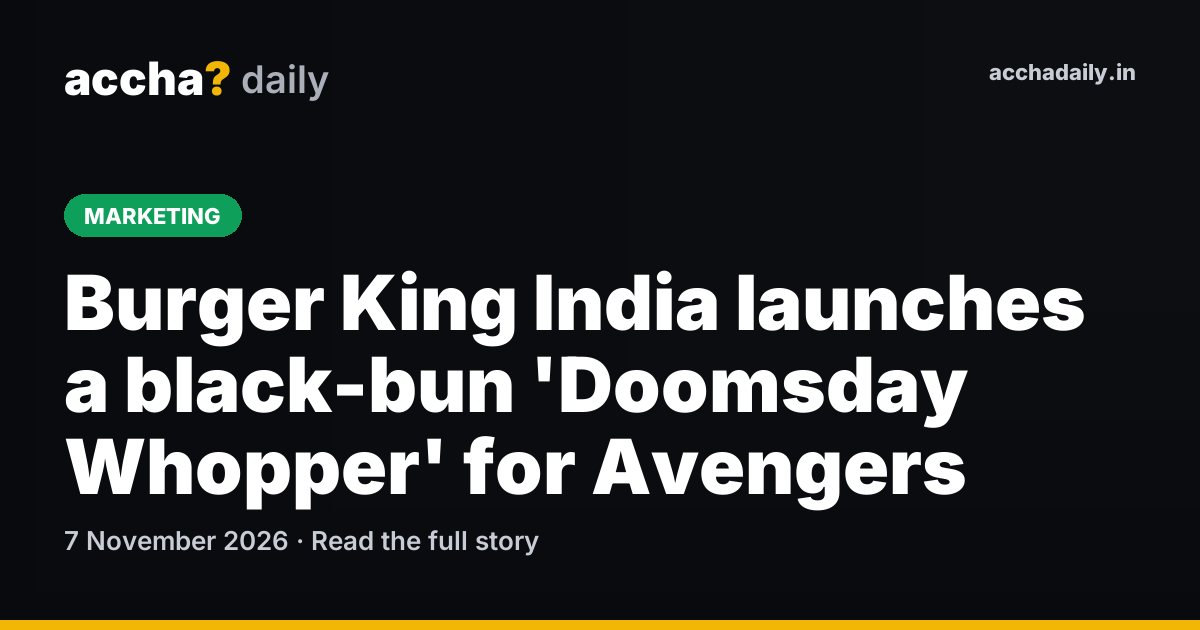 accha? daily
acchadaily.in
MARKETING
Burger King India launches
a black-bun 'Doomsday
Whopper' for Avengers
7 November 2026 · Read the full story